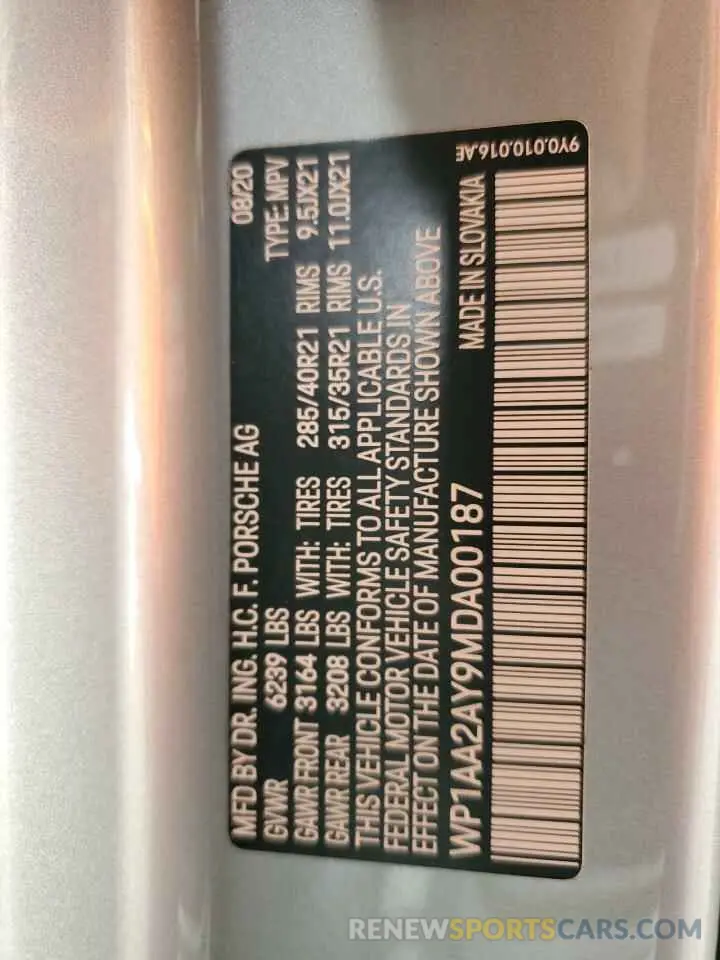 MFD BY DR. ING. H.C. F. PORSCHE AG 08/20
GVWR 6239 LBS TYPE: MPV
GAWR FRONT 3164 LBS WITH: TIRES 285/40R21 RIMS 9.5JX21
GAWR REAR 3208 LBS WITH: TIRES 315/35R21 RIMS 11.0JX21
THIS VEHICLE CONFORMS TO ALL APPLICABLE U.S.
FEDERAL MOTOR VEHICLE SAFETY STANDARDS IN
EFFECT ON THE DATE OF MANUFACTURE SHOWN ABOVE
WP1AA2AY9MDA00187 MADE IN SLOVAKIA
9Y0.010.016.AE
RENEWSPORTSCARS.COM